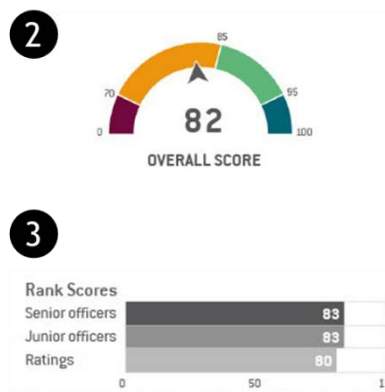 2
85
70
95
0
82
100
OVERALL SCORE
3
Rank Scores
Senior officers 83
Junior officers 83
Ratings 80
0 50 1